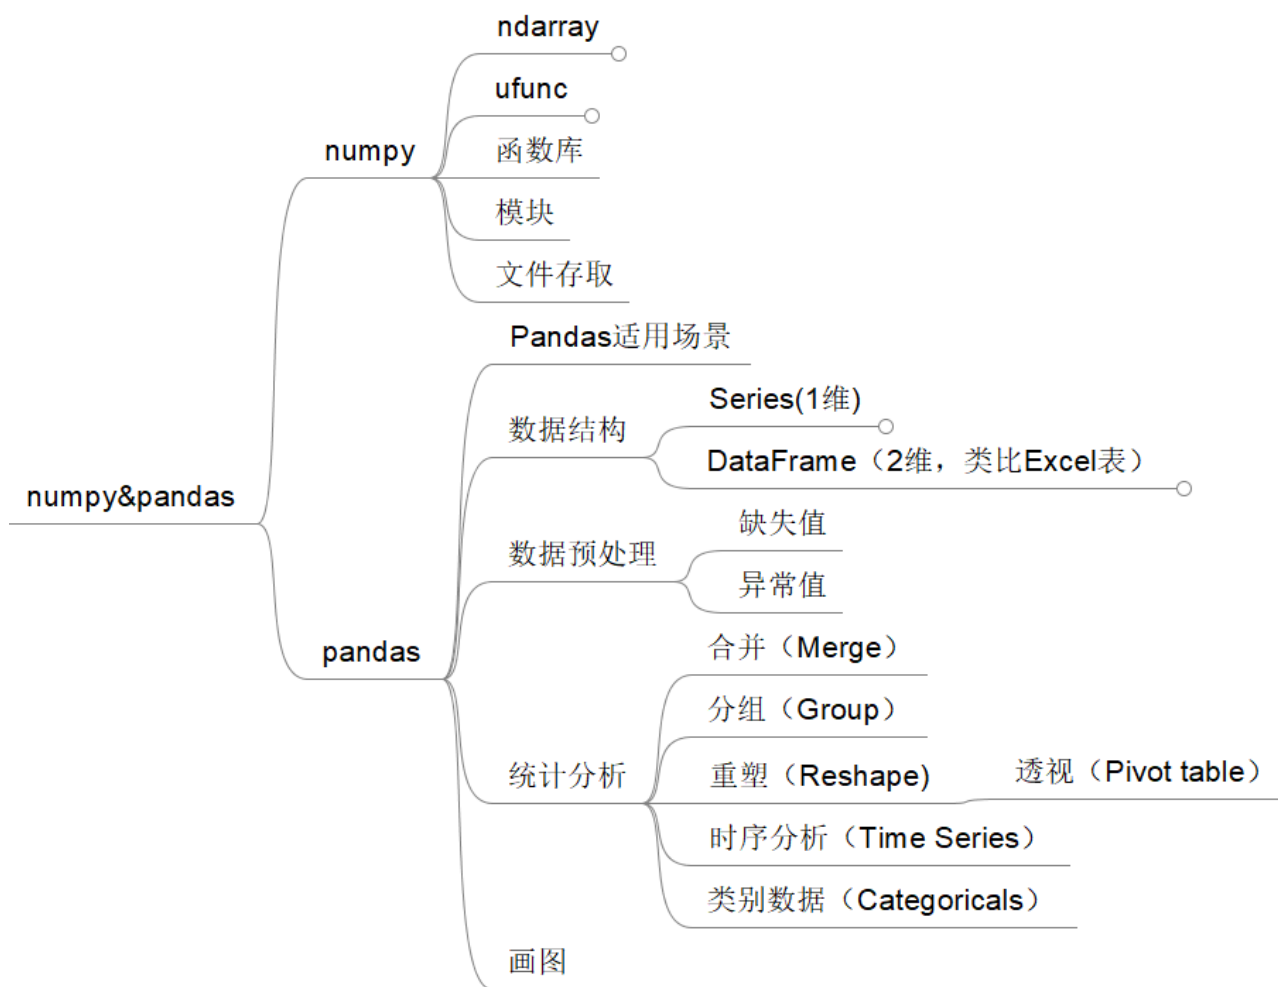 ndarray
ufunc
numpy
函数库
模块
文件存取
Pandas适用场景
Series(1维)
数据结构
DataFrame（2维，类比Excel表）
numpy&pandas
缺失值
数据预处理
异常值
pandas
合并（Merge）
分组（Group）
统计分析
重塑（Reshape)
透视（Pivot table）
时序分析（Time Series）
类别数据（Categoricals）
画图